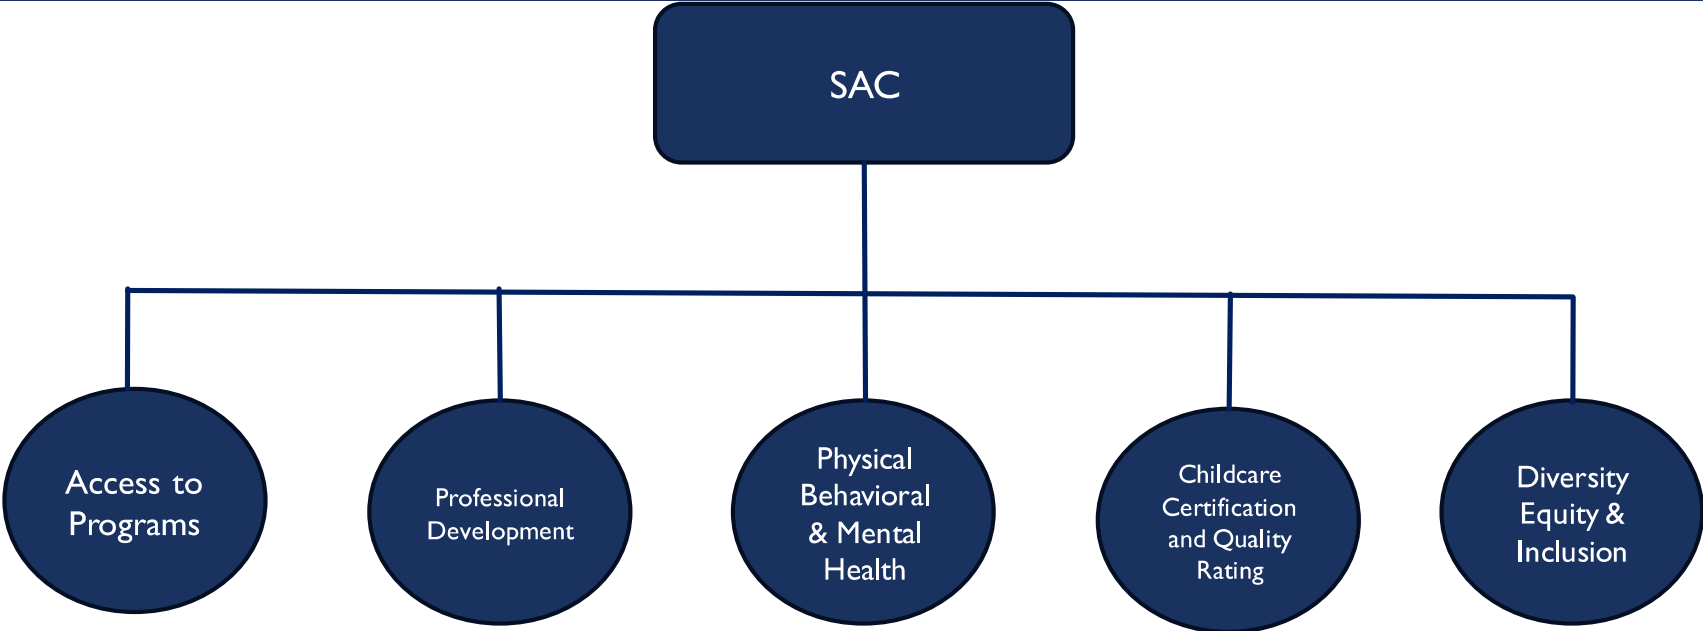 SAC
Access to
Programs
Professional
Development
Physical
Behavioral
& Mental
Health
Childcare
Certification
and Quality
Rating
Diversity
Equity &
Inclusion